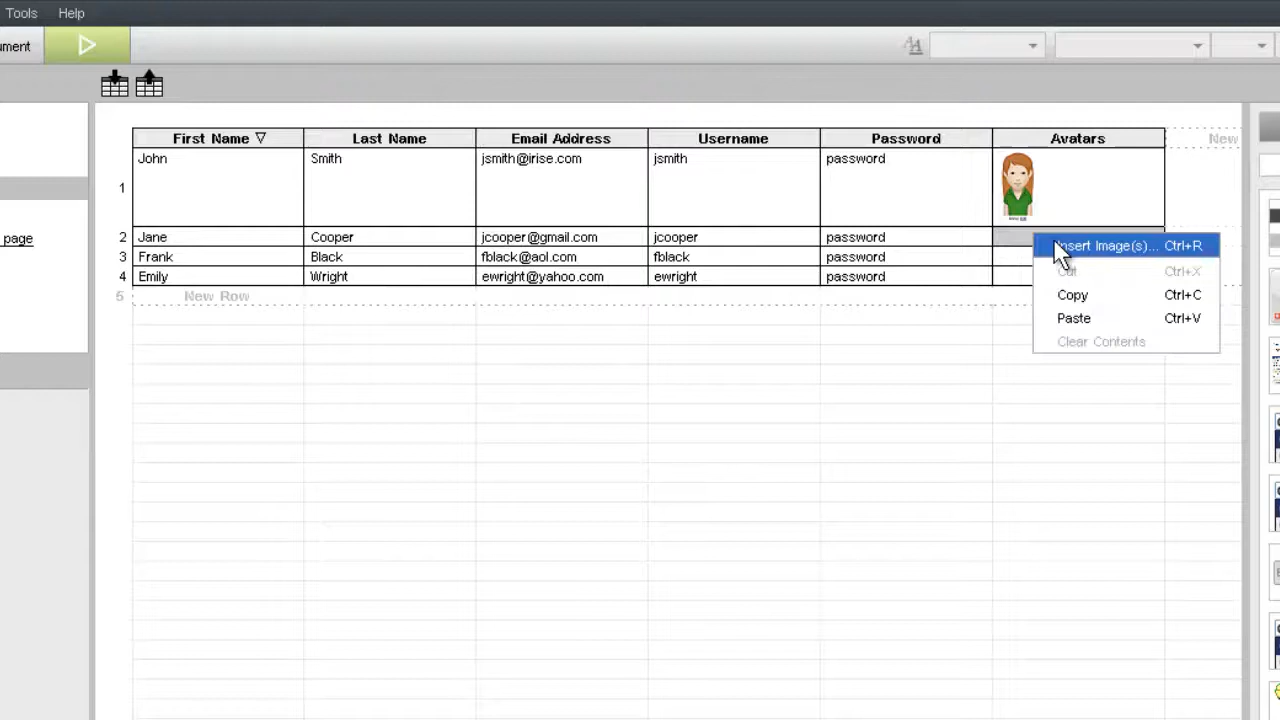 Tools Help
ument
First Name ▽ Last Name Email Address Username Password Avatars New
1 John Smith jsmith@irise.com jsmith password
page
2 Jane Cooper jcooper@gmail.com jcooper password
3 Frank Black fblack@aol.com fblack password
4 Emily Wright ewright@yahoo.com ewright password
5 New Row
Insert Image(s)... Ctrl+R
Cut Ctrl+X
Copy Ctrl+C
Paste Ctrl+V
Clear Contents